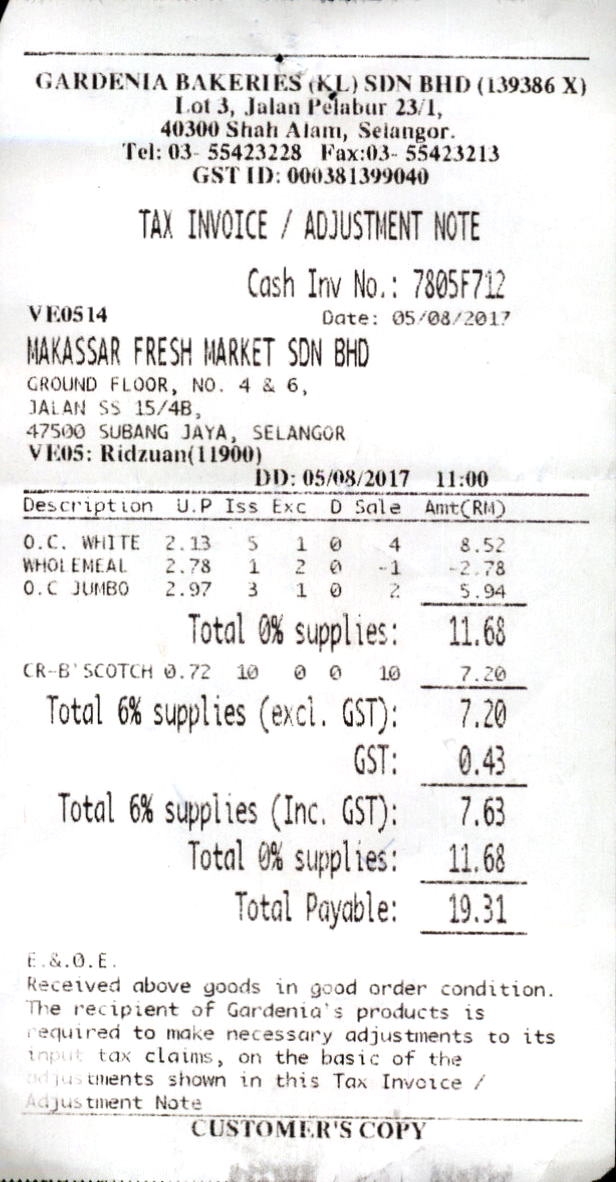 GARDENIA BAKERIES (KL) SDN BHD (139386 X)
Lot 3, Jalan Pelabur 23/1,
40300 Shah Alam, Selangor.
Tel: 03- 55423228 Fax:03- 55423213
GST ID: 000381399040
TAX INVOICE / ADJUSTMENT NOTE
Cash Inv No.: 7805F712
VE0514 Date: 05/08/2017
MAKASSAR FRESH MARKET SDN BHD
GROUND FLOOR, NO. 4 & 6,
JALAN SS 15/4B,
47500 SUBANG JAYA, SELANGOR
VE05: Ridzuan(11900)
DD: 05/08/2017 11:00
Description U.P Iss Exc D Sale Amt(RM)
O.C. WHITE 2.13 5 1 0 4 8.52
WHOLEMEAL 2.78 1 2 0 -1 -2.78
O.C JUMBO 2.97 3 1 0 2 5.94
Total 0% supplies: 11.68
CR-B'SCOTCH 0.72 10 0 0 10 7.20
Total 6% supplies (excl. GST): 7.20
GST: 0.43
Total 6% supplies (Inc. GST): 7.63
Total 0% supplies: 11.68
Total Payable: 19.31
E.&.O.E.
Received above goods in good order condition.
The recipient of Gardenia's products is
required to make necessary adjustments to its
input tax claims, on the basic of the
adjustments shown in this Tax Invoice /
Adjustment Note
CUSTOMER'S COPY